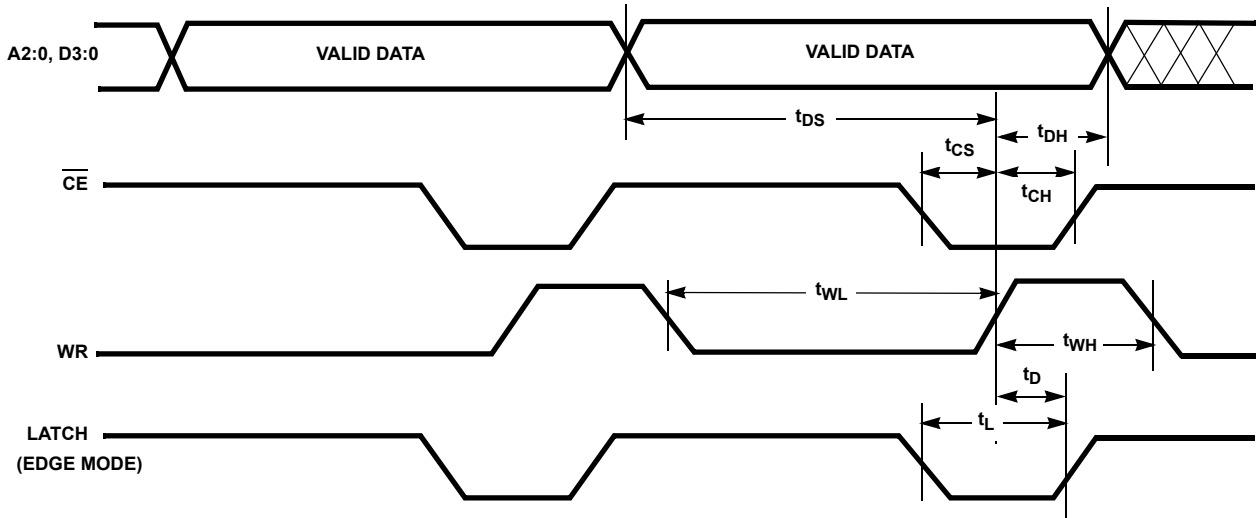 A2:0, D3:0
VALID DATA
VALID DATA
tDS
tDH
tCS
CE
tCH
tWL
WR
tWH
tD
LATCH
(EDGE MODE)
tL